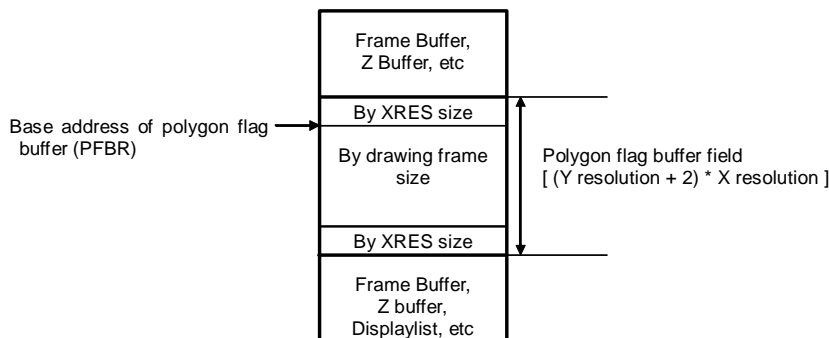 Frame Buffer,
Z Buffer, etc
By XRES size
Base address of polygon flag
buffer (PFBR)
By drawing frame
size
Polygon flag buffer field
[ (Y resolution + 2) * X resolution ]
By XRES size
Frame Buffer,
Z buffer,
Displaylist, etc